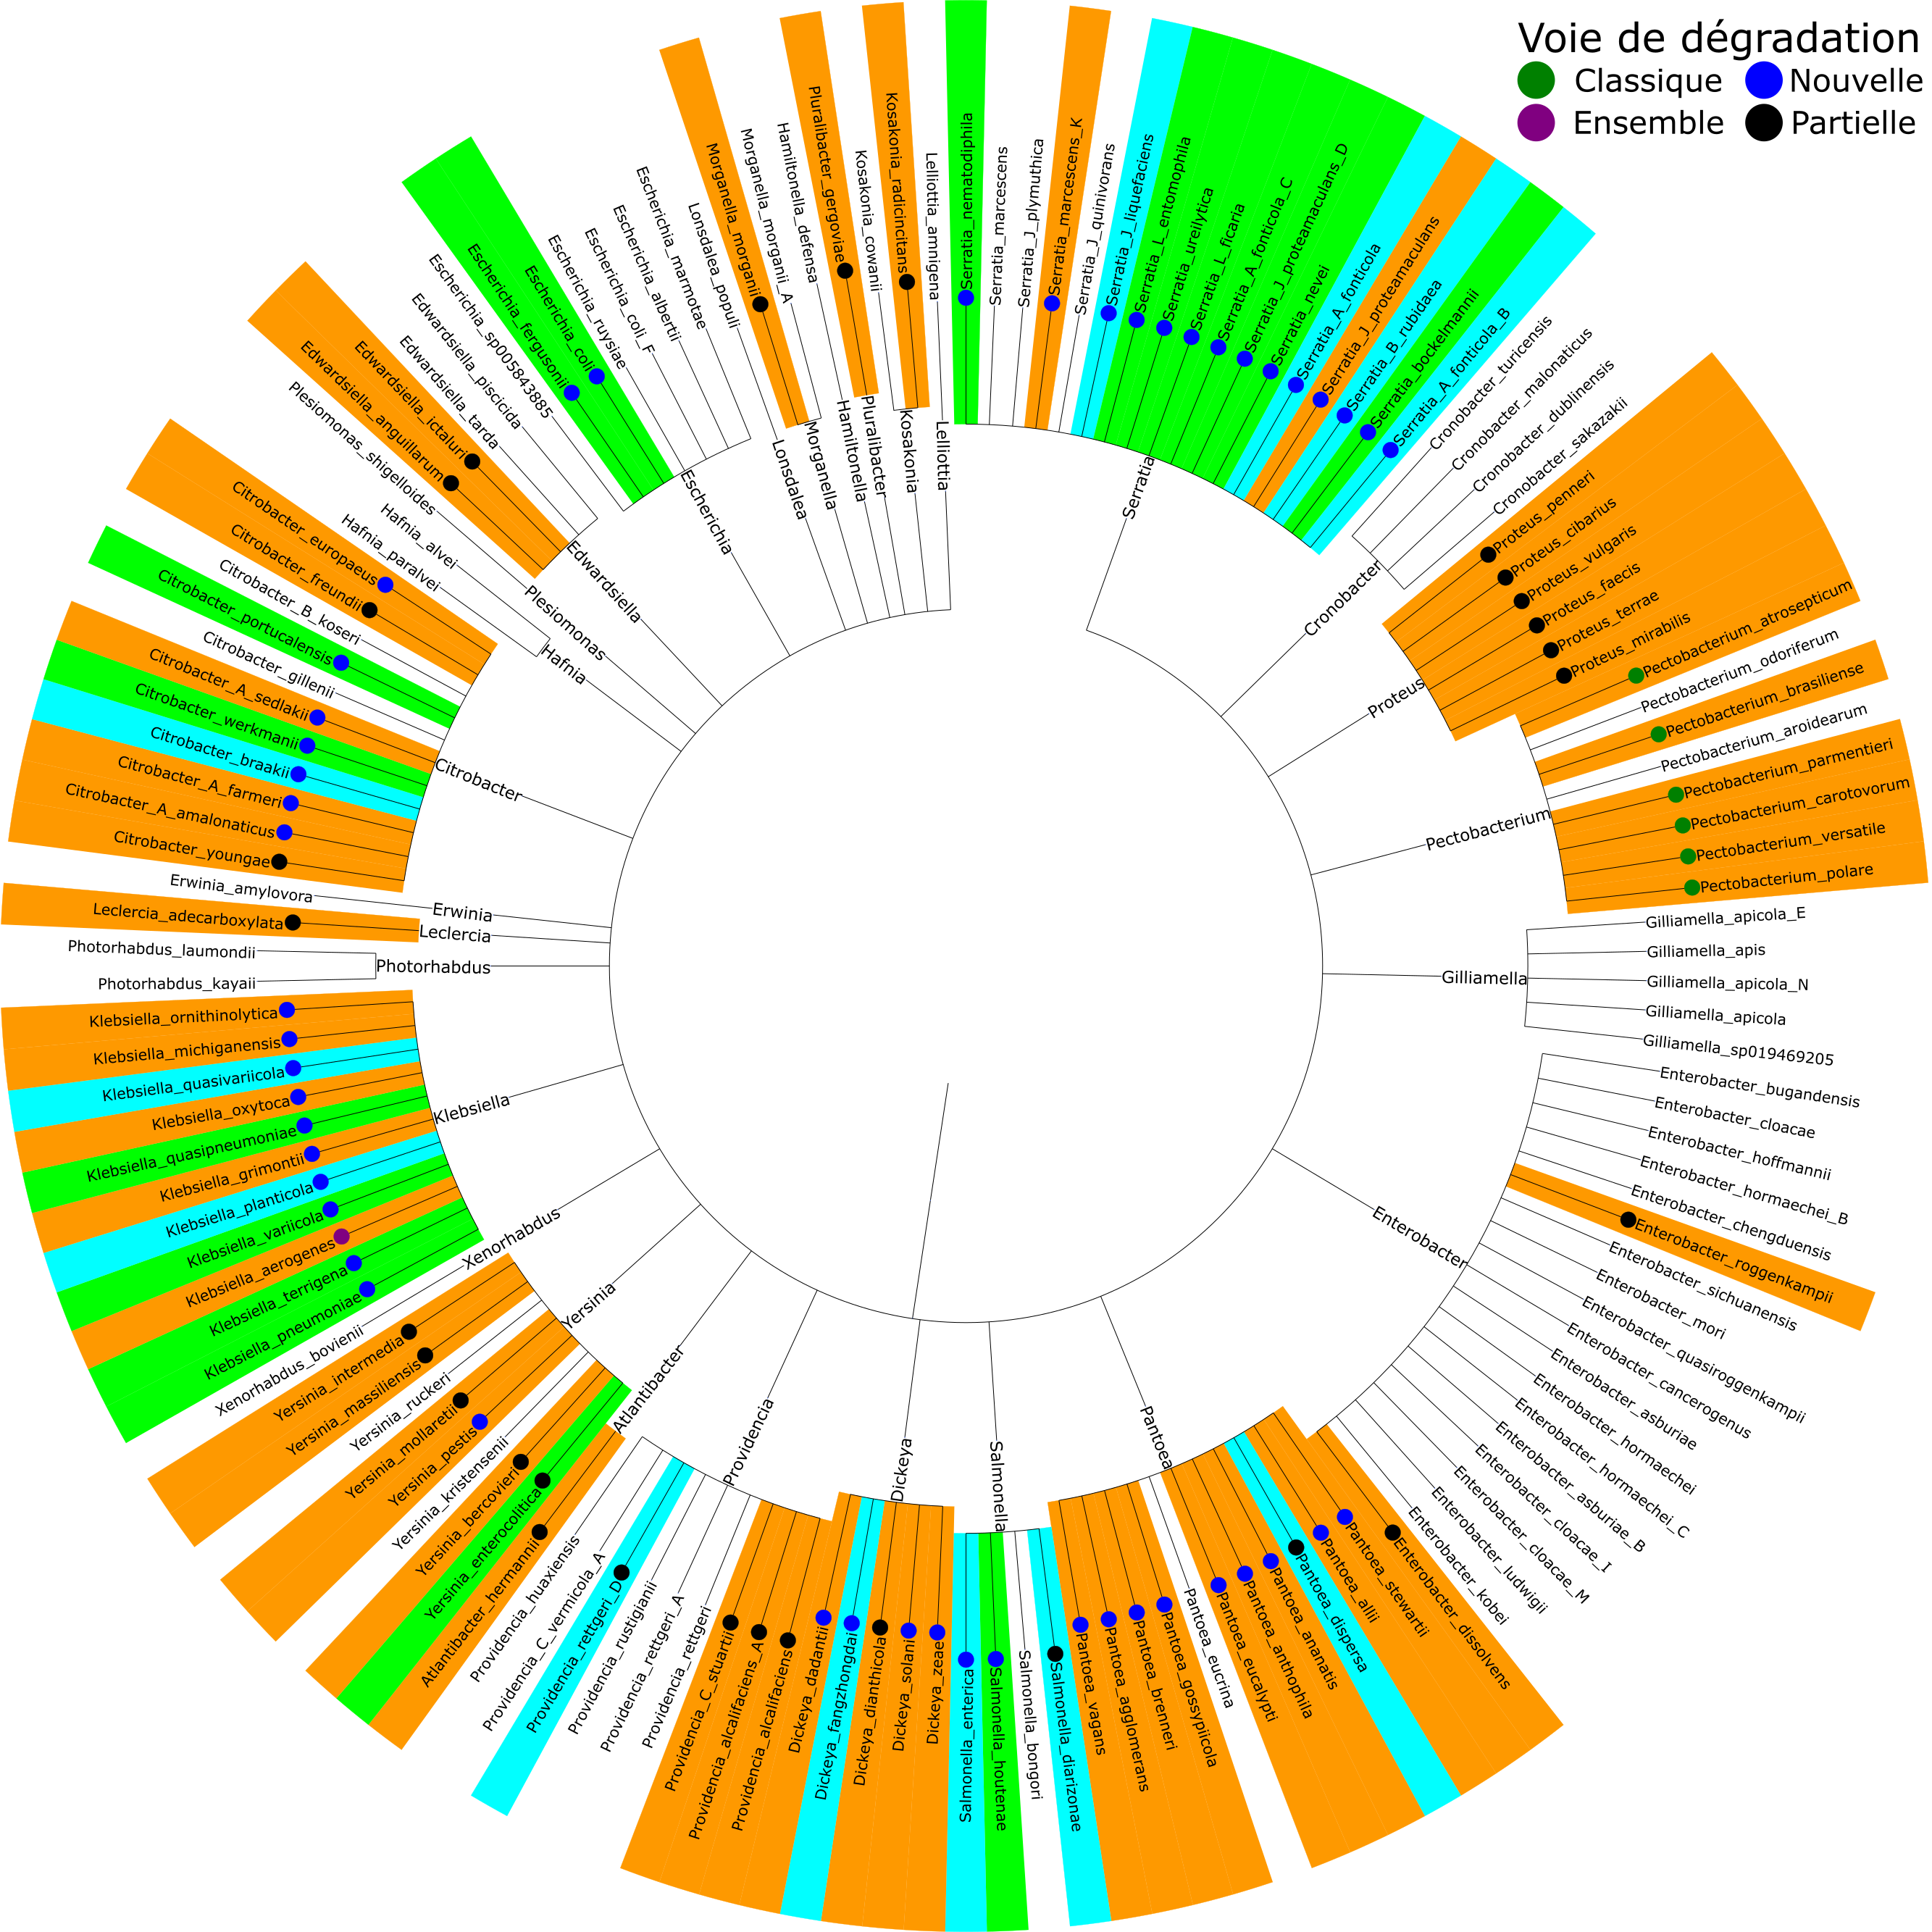 Voie de dégradation
Classique
Nouvelle
Ensemble
Partielle
Serratia_nematodiphila
Serratia_marcescens
Serratia_J_plymuthica
Serratia_marcescens_K
Serratia_J_quinivorans
Serratia_J_liquefaciens
Serratia_L_entomophila
Serratia_ureilytica
Serratia_L_ficaria
Serratia_A_fonticola_C
Serratia_J_proteamaculans_D
Serratia_nevei
Serratia_A_fonticola
Serratia_J_proteamaculans
Serratia_B_rubidaea
Serratia_bockelmannii
Serratia_A_fonticola_B
Serratia
Cronobacter_turicensis
Cronobacter_malonaticus
Cronobacter_dublinensis
Cronobacter_sakazakii
Cronobacter
Proteus_penneri
Proteus_cibarius
Proteus_vulgaris
Proteus_faecis
Proteus_terrae
Proteus_mirabilis
Proteus
Pectobacterium_atrosepticum
Pectobacterium_odoriferum
Pectobacterium_brasiliense
Pectobacterium_aroidearum
Pectobacterium_parmentieri
Pectobacterium_carotovorum
Pectobacterium_versatile
Pectobacterium_polare
Pectobacterium
Gilliamella_apicola_E
Gilliamella_apis
Gilliamella_apicola_N
Gilliamella_apicola
Gilliamella_sp019469205
Gilliamella
Enterobacter_bugandensis
Enterobacter_cloacae
Enterobacter_hoffmannii
Enterobacter_hormaechei_B
Enterobacter_chengduensis
Enterobacter_roggenkampii
Enterobacter_sichuanensis
Enterobacter_mori
Enterobacter_quasiroggenkampii
Enterobacter_cancerogenus
Enterobacter_asburiae
Enterobacter_hormaechei
Enterobacter_hormaechei_C
Enterobacter_asburiae_B
Enterobacter_cloacae_I
Enterobacter_cloacae_M
Enterobacter_ludwigii
Enterobacter_kobei
Enterobacter_dissolvens
Enterobacter
Pantoea_stewartii
Pantoea_allii
Pantoea_dispersa
Pantoea_ananatis
Pantoea_anthophila
Pantoea_eucalypti
Pantoea_eucrina
Pantoea_gossypiicola
Pantoea_brenneri
Pantoea_agglomerans
Pantoea_vagans
Pantoea
Salmonella_diarizonae
Salmonella_bongori
Salmonella_houtenae
Salmonella_enterica
Salmonella
Dickeya_zeae
Dickeya_solani
Dickeya_dianthicola
Dickeya_fangzhongdai
Dickeya_dadantii
Dickeya
Providencia_alcalifaciens
Providencia_alcalifaciens_A
Providencia_C_stuartii
Providencia_rettgeri
Providencia_rettgeri_A
Providencia_rustigianii
Providencia_rettgeri_D
Providencia_C_vermicola_A
Providencia_huaxiensis
Providencia
Atlantibacter_hermannii
Atlantibacter
Yersinia_enterocolitica
Yersinia_bercovieri
Yersinia_kristensenii
Yersinia_pestis
Yersinia_mollaretii
Yersinia_ruckeri
Yersinia_massiliensis
Yersinia_intermedia
Yersinia
Xenorhabdus_bovienii
Xenorhabdus
Klebsiella_pneumoniae
Klebsiella_terrigena
Klebsiella_aerogenes
Klebsiella_variicola
Klebsiella_planticola
Klebsiella_grimontii
Klebsiella_quasipneumoniae
Klebsiella_oxytoca
Klebsiella_quasivariicola
Klebsiella_michiganensis
Klebsiella_ornithinolytica
Klebsiella
Photorhabdus_kayaii
Photorhabdus_laumondii
Photorhabdus
Leclercia_adecarboxylata
Leclercia
Erwinia_amylovora
Erwinia
Citrobacter_youngae
Citrobacter_A_amalonaticus
Citrobacter_A_farmeri
Citrobacter_braakii
Citrobacter_werkmanii
Citrobacter_A_sedlakii
Citrobacter_gillenii
Citrobacter_portucalensis
Citrobacter_B_koseri
Citrobacter_freundii
Citrobacter_europaeus
Citrobacter
Hafnia_paralvei
Hafnia_alvei
Hafnia
Plesiomonas_shigelloides
Plesiomonas
Edwardsiella_anguillarum
Edwardsiella_ictaluri
Edwardsiella_tarda
Edwardsiella_piscicida
Edwardsiella
Escherichia_sp005843885
Escherichia_fergusonii
Escherichia_coli
Escherichia_ruysiae
Escherichia_coli_F
Escherichia_albertii
Escherichia_marmotae
Escherichia
Lonsdalea_populi
Lonsdalea
Morganella_morganii
Morganella_morganii_A
Morganella
Hamiltonella_defensa
Hamiltonella
Pluralibacter_gergoviae
Pluralibacter
Kosakonia_cowanii
Kosakonia_radicincitans
Kosakonia
Lelliottia_amnigena
Lelliottia